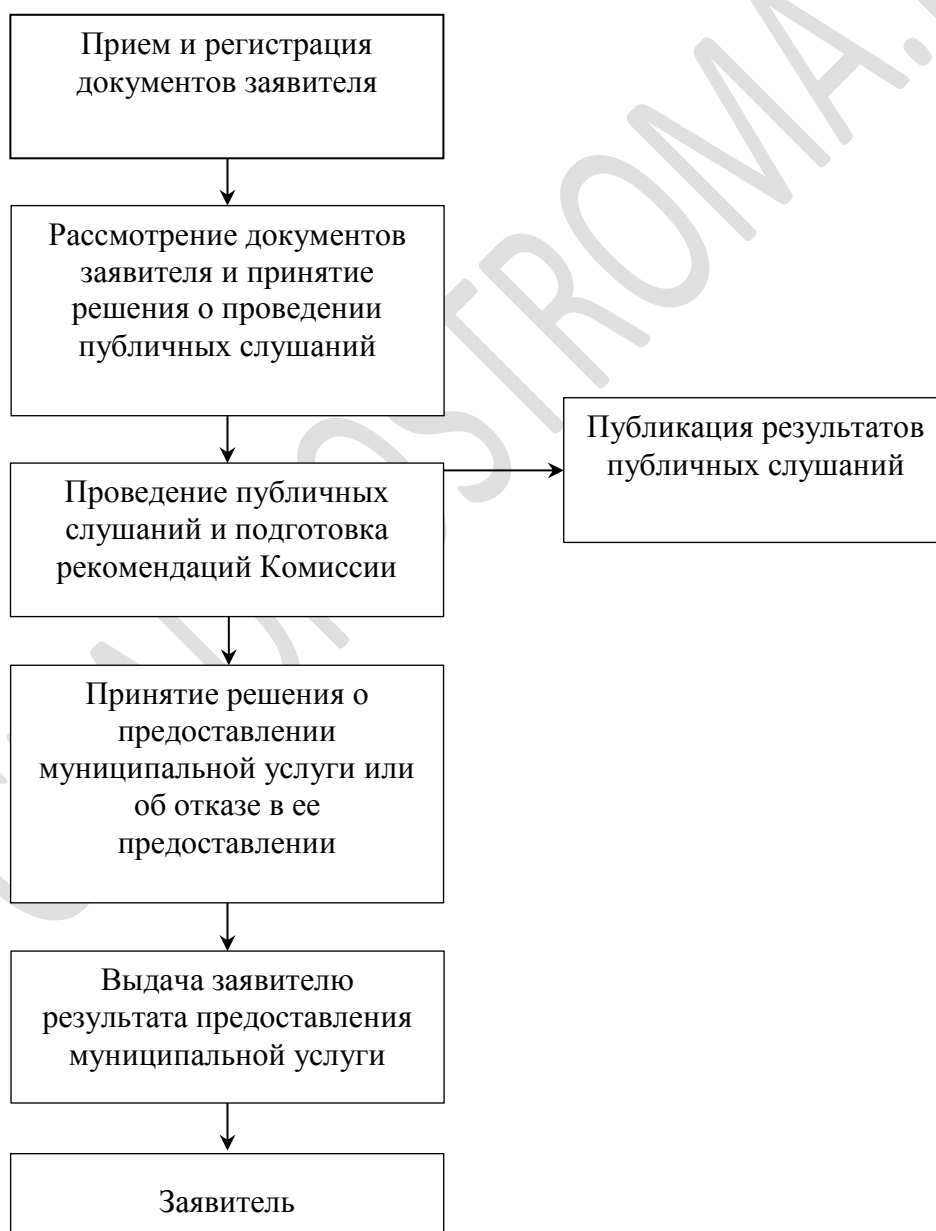 Прием и регистрация
документов заявителя
Рассмотрение документов
заявителя и принятие
решения о проведении
публичных слушаний
Публикация результатов
публичных слушаний
Проведение публичных
слушаний и подготовка
рекомендаций Комиссии
Принятие решения о
предоставлении
муниципальной услуги или
об отказе в ее
предоставлении
Выдача заявителю
результата предоставления
муниципальной услуги
Заявитель